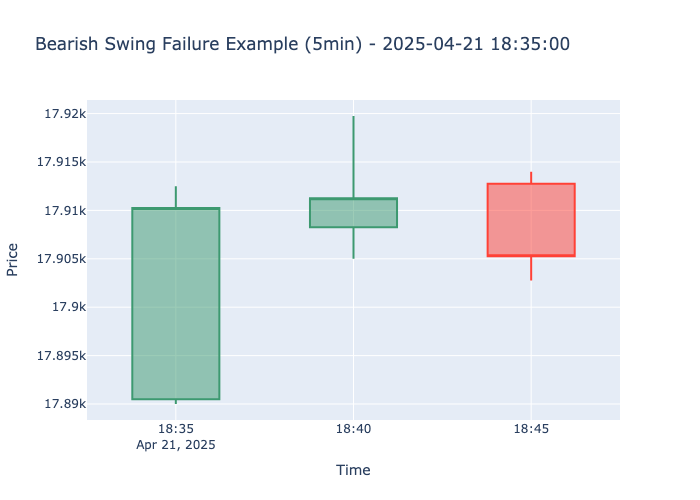 Bearish Swing Failure Example (5min) - 2025-04-21 18:35:00
17.92k
17.915k
17.91k
17.905k
17.9k
17.895k
17.89k
Price
18:35
Apr 21, 2025
18:40
18:45
Time